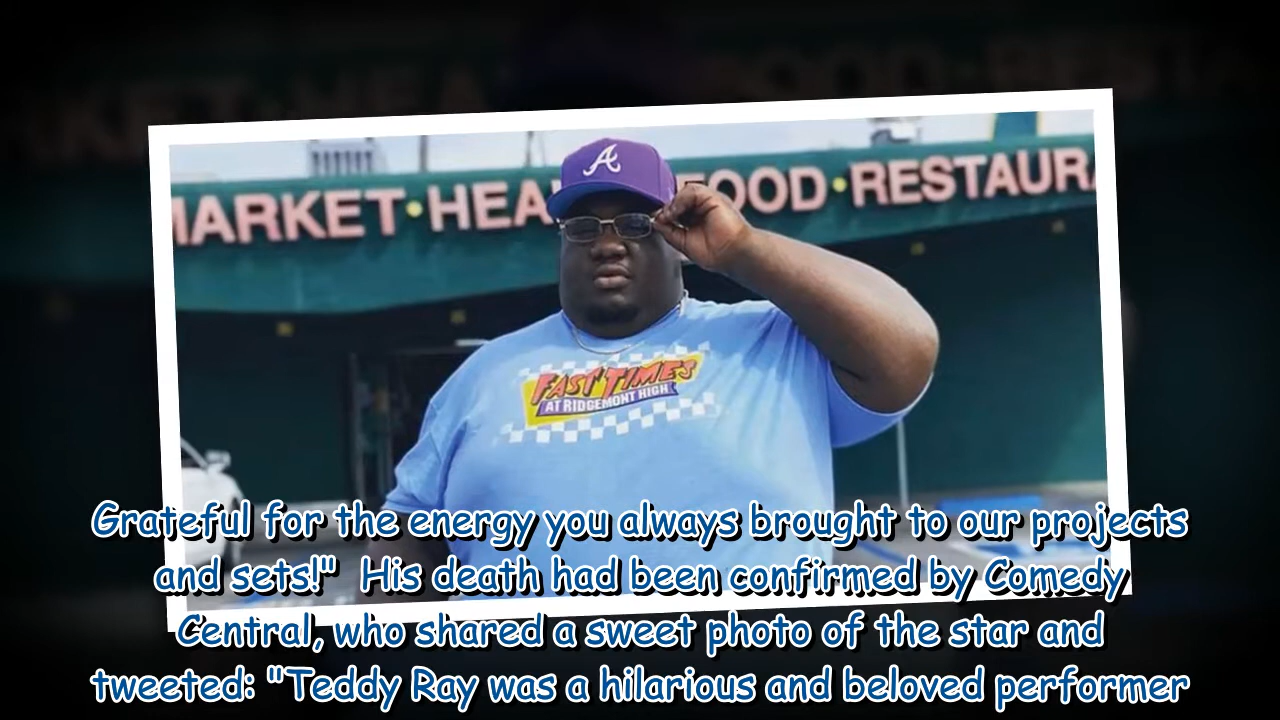 MARKET·HEA FOOD·RESTAURA
A
FAST TIMES
AT RIDGEMONT HIGH
Grateful for the energy you always brought to our projects
and sets!" His death had been confirmed by Comedy
Central, who shared a sweet photo of the star and
tweeted: "Teddy Ray was a hilarious and beloved performer